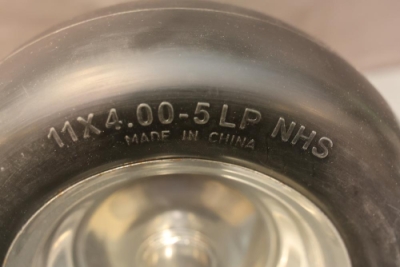 11X4.00-5 LP NHS
MADE IN CHINA